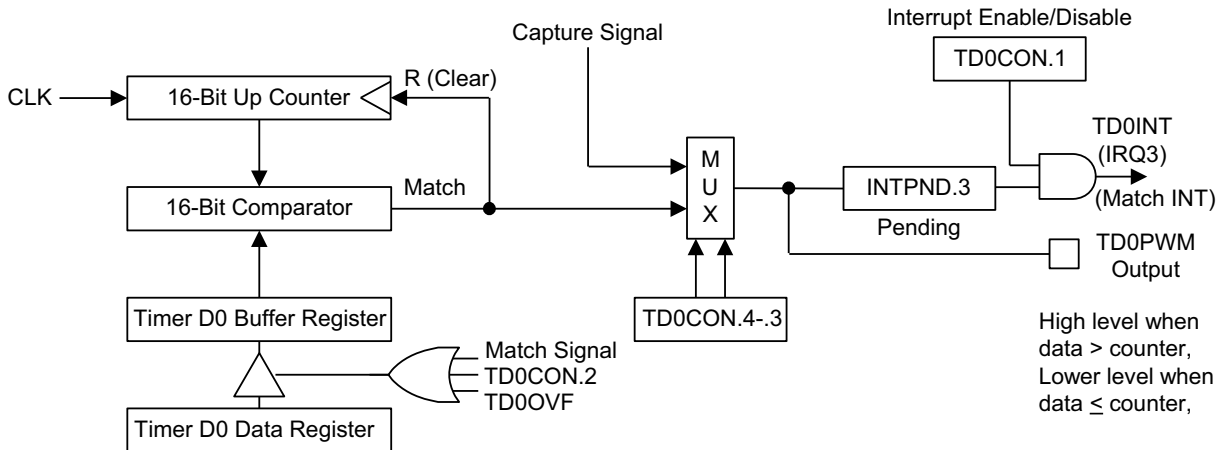 Interrupt Enable/Disable
Capture Signal
TD0CON.1
R (Clear)
CLK
16-Bit Up Counter
TD0INT
(IRQ3)
M
U
X
Match
16-Bit Comparator
INTPND.3
(Match INT)
Pending
TD0PWM
Output
Timer D0 Buffer Register
TD0CON.4-.3
High level when
data > counter,
Lower level when
data ≤ counter,
Match Signal
TD0CON.2
TD0OVF
Timer D0 Data Register